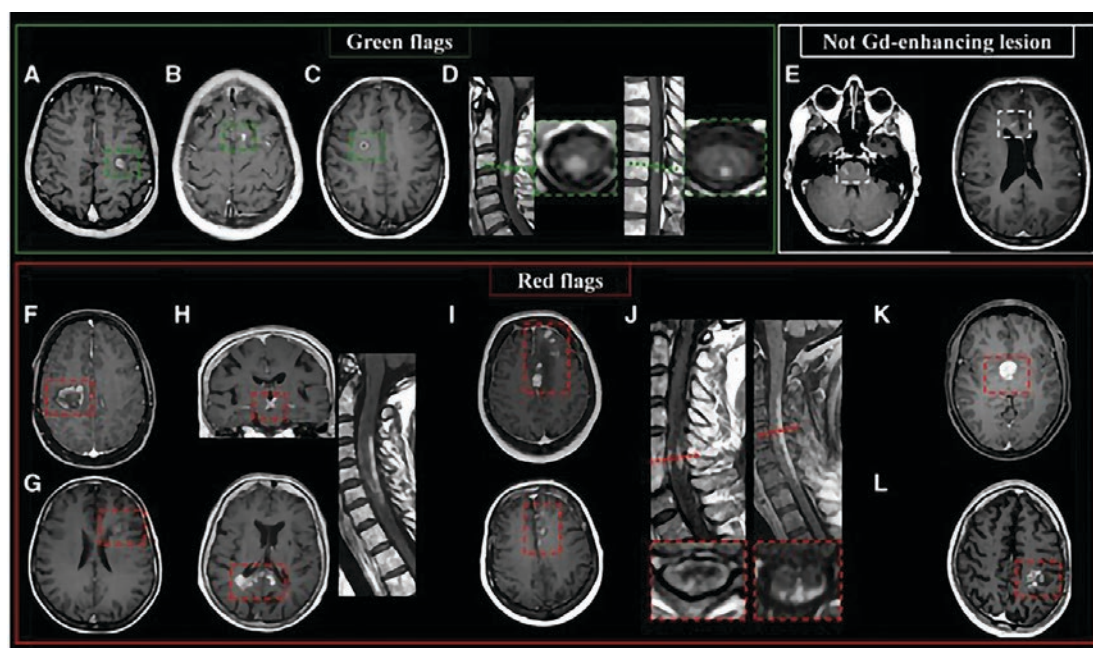 Green flags
Not Gd-enhancing lesion
A
B
C
D
E
Red flags
F
H
I
J
K
G
L